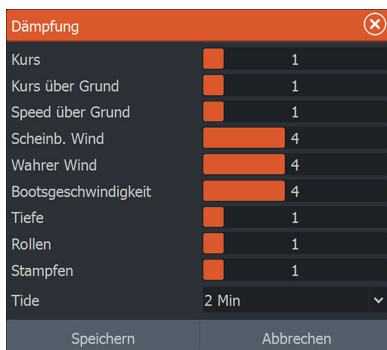 Dämpfung
Kurs 1
Kurs über Grund 1
Speed über Grund 1
Scheinb. Wind 4
Wahrer Wind 4
Bootsgeschwindigkeit 4
Tiefe 1
Rollen 1
Stampfen 1
Tide 2 Min
Speichern Abbrechen